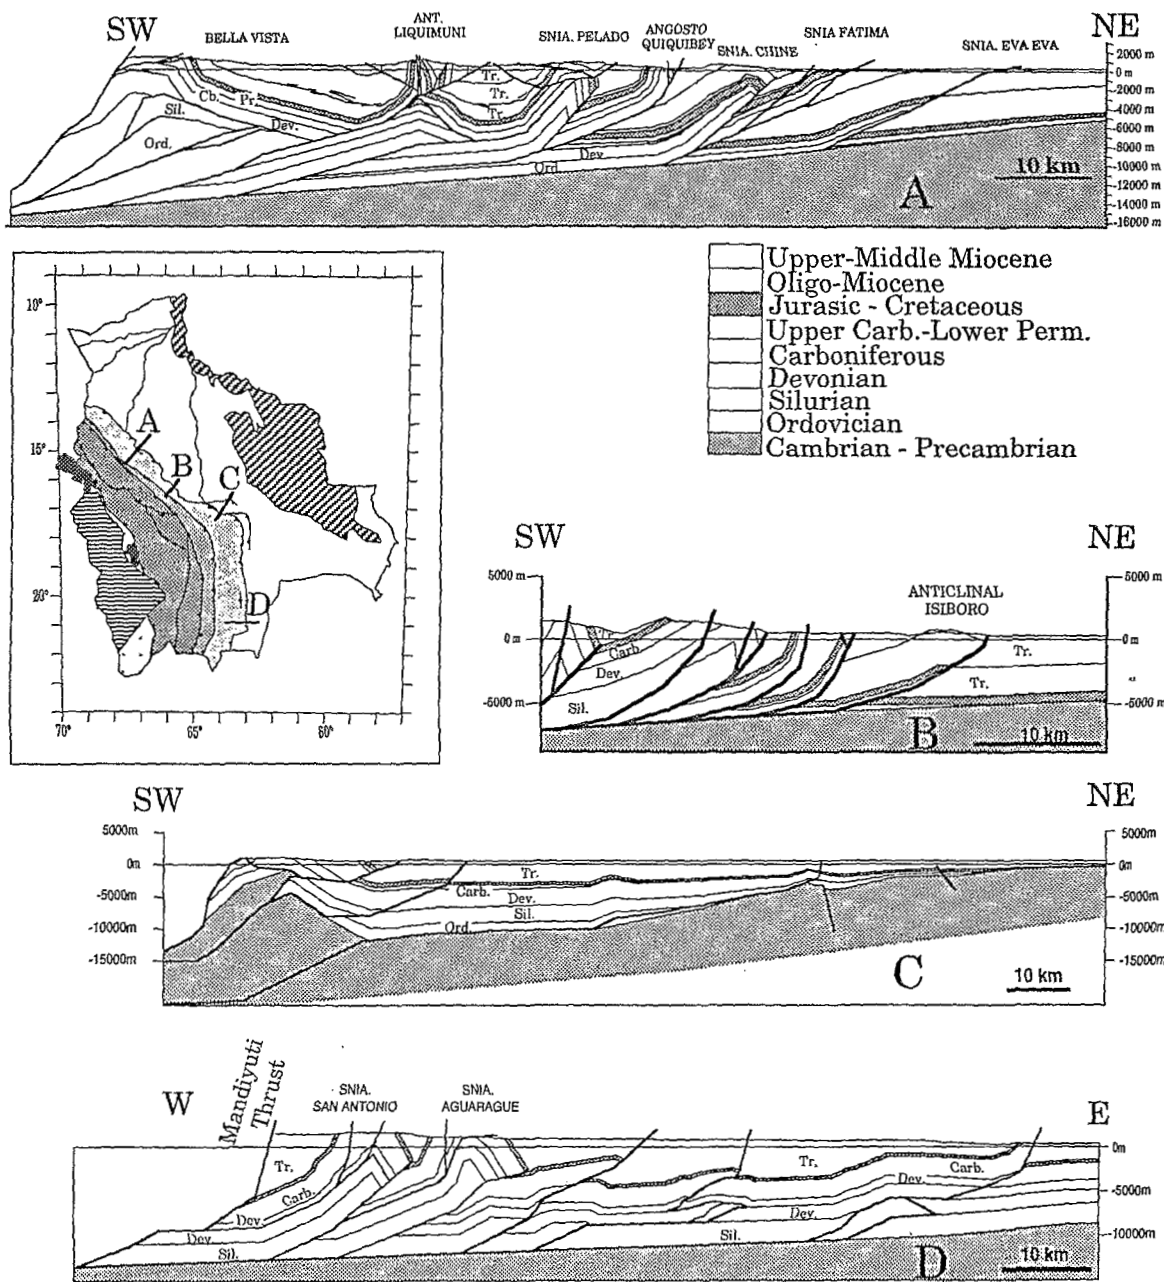 SW
BELLA VISTA
ANT.
LIQUIMUNI
SNIA. PELADO
ANGOSTO
QUIQUIBEY
SNIA. CHINE
SNIA FATIMA
SNIA. EVA EVA
NE
2000 m
0 m
-2000 m
-4000 m
-6000 m
-8000 m
-10000 m
-12000 m
-14000 m
-16000 m
Cb.
Pr.
Sil.
Dev.
Ord.
Tr.
Tr.
Tr.
Dev.
Ord
10 km
A
10°
15°
20°
70°
65°
60°
A
B
C
D
Upper-Middle Miocene
Oligo-Miocene
Jurasic - Cretaceous
Upper Carb.-Lower Perm.
Carboniferous
Devonian
Silurian
Ordovician
Cambrian - Precambrian
SW
NE
5000 m
0 m
-5000 m
ANTICLINAL
ISIBORO
5000 m
0 m
-5000 m
Tr.
Carb.
Dev.
Sil.
Tr.
Tr.
B
10 km
SW
NE
5000m
0m
-5000m
-10000m
-15000m
5000m
0m
-5000m
-10000m
-15000m
Tr.
Carb.
Dev.
Sil.
Ord.
C
10 km
W
Mandiyuti
Thrust
SNIA.
SAN ANTONIO
SNIA.
AGUARAGUE
E
0m
-5000m
-10000m
Tr.
Carb.
Dev.
Dev.
Sil.
Tr.
Carb.
Dev.
Dev.
Sil.
D
10 km